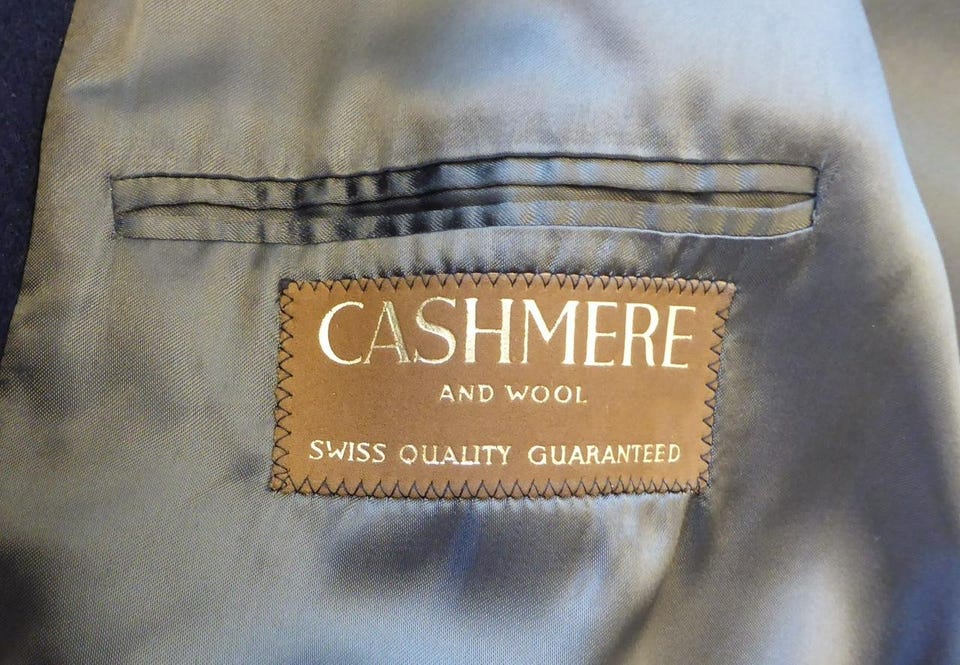 CASHMERE
AND WOOL
SWISS QUALITY GUARANTEED